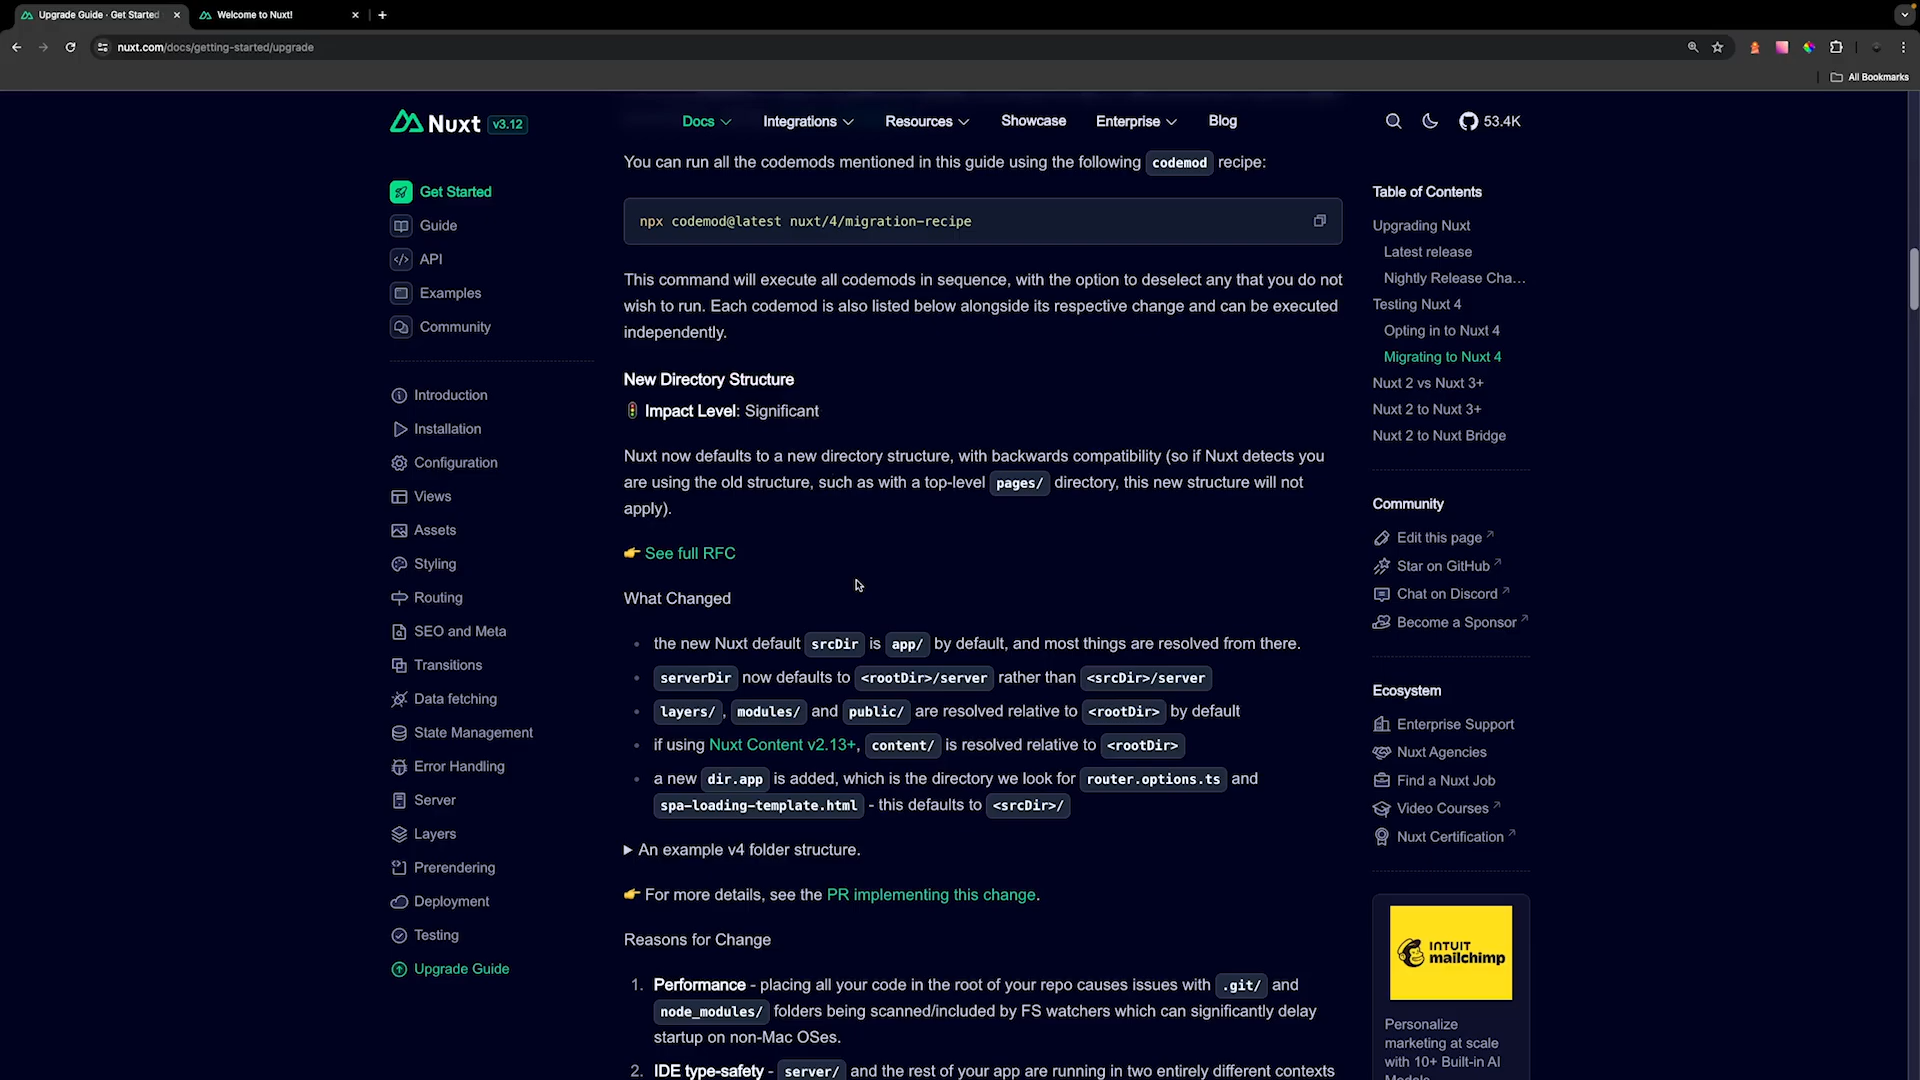 Upgrade Guide · Get Started
Welcome to Nuxt!
nuxt.com/docs/getting-started/upgrade
All Bookmarks
Nuxt v3.12
Docs
Integrations
Resources
Showcase
Enterprise
Blog
53.4K
Get Started
Guide
API
Examples
Community
Introduction
Installation
Configuration
Views
Assets
Styling
Routing
SEO and Meta
Transitions
Data fetching
State Management
Error Handling
Server
Layers
Prerendering
Deployment
Testing
Upgrade Guide
You can run all the codemods mentioned in this guide using the following codemod recipe:
npx codemod@latest nuxt/4/migration-recipe
This command will execute all codemods in sequence, with the option to deselect any that you do not
wish to run. Each codemod is also listed below alongside its respective change and can be executed
independently.
New Directory Structure
🚦 Impact Level: Significant
Nuxt now defaults to a new directory structure, with backwards compatibility (so if Nuxt detects you
are using the old structure, such as with a top-level pages/ directory, this new structure will not
apply).
👉 See full RFC
What Changed
• the new Nuxt default srcDir is app/ by default, and most things are resolved from there.
• serverDir now defaults to <rootDir>/server rather than <srcDir>/server
• layers/, modules/ and public/ are resolved relative to <rootDir> by default
• if using Nuxt Content v2.13+, content/ is resolved relative to <rootDir>
• a new dir.app is added, which is the directory we look for router.options.ts and
spa-loading-template.html - this defaults to <srcDir>/
▶ An example v4 folder structure.
👉 For more details, see the PR implementing this change.
Reasons for Change
1. Performance - placing all your code in the root of your repo causes issues with .git/ and
node_modules/ folders being scanned/included by FS watchers which can significantly delay
startup on non-Mac OSes.
2. IDE type-safety - server/ and the rest of your app are running in two entirely different contexts
Table of Contents
Upgrading Nuxt
Latest release
Nightly Release Cha...
Testing Nuxt 4
Opting in to Nuxt 4
Migrating to Nuxt 4
Nuxt 2 vs Nuxt 3+
Nuxt 2 to Nuxt 3+
Nuxt 2 to Nuxt Bridge
Community
Edit this page
Star on GitHub
Chat on Discord
Become a Sponsor
Ecosystem
Enterprise Support
Nuxt Agencies
Find a Nuxt Job
Video Courses
Nuxt Certification
INTUIT
mailchimp
Personalize
marketing at scale
with 10+ Built-in AI